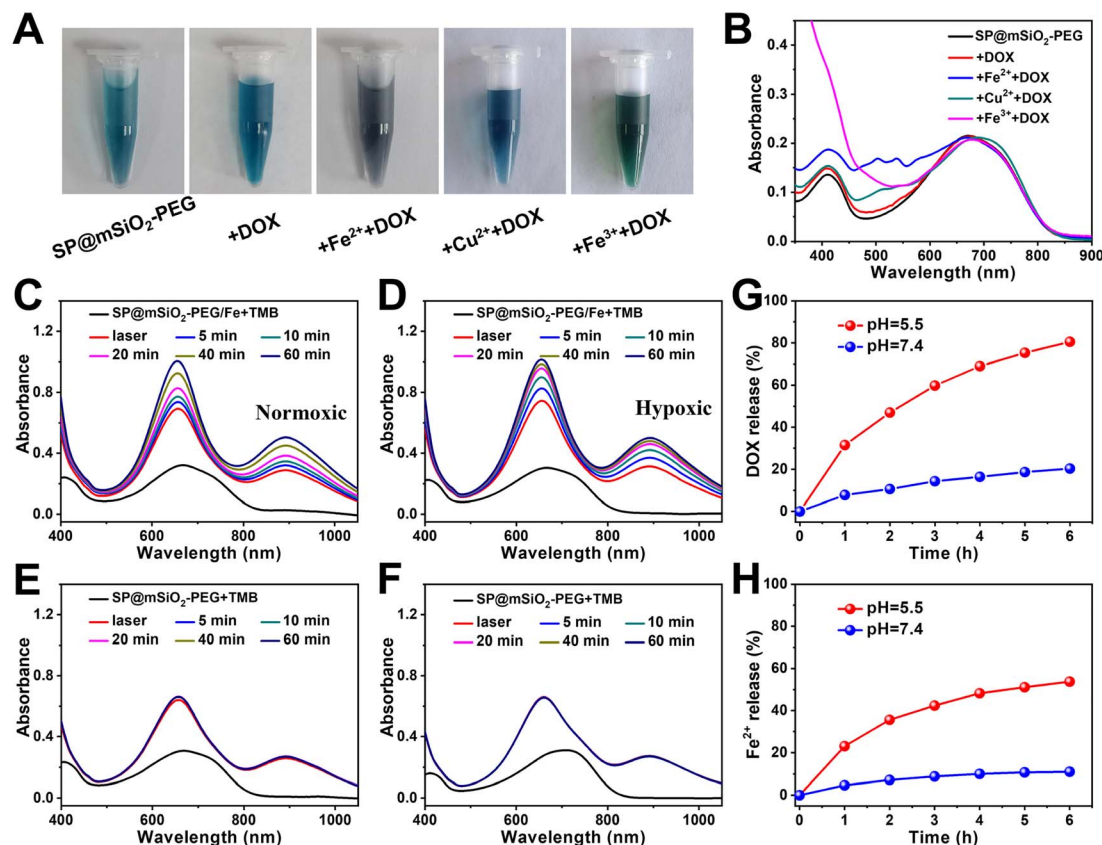 A
SP@mSiO₂-PEG
+DOX
+Fe²⁺+DOX
+Cu²⁺+DOX
+Fe³⁺+DOX
B
Absorbance
0.4
0.3
0.2
0.1
0.0
SP@mSiO₂-PEG
+DOX
+Fe²⁺+DOX
+Cu²⁺+DOX
+Fe³⁺+DOX
400 500 600 700 800 900
Wavelength (nm)
C
Absorbance
1.2
0.8
0.4
0.0
SP@mSiO₂-PEG/Fe+TMB
laser 5 min 10 min
20 min 40 min 60 min
Normoxic
400 600 800 1000
Wavelength (nm)
D
Absorbance
1.2
0.8
0.4
0.0
SP@mSiO₂-PEG/Fe+TMB
laser 5 min 10 min
20 min 40 min 60 min
Hypoxic
400 600 800 1000
Wavelength (nm)
G
DOX release (%)
100
80
60
40
20
0
pH=5.5
pH=7.4
0 1 2 3 4 5 6
Time (h)
E
Absorbance
1.2
0.8
0.4
0.0
SP@mSiO₂-PEG+TMB
laser 5 min 10 min
20 min 40 min 60 min
400 600 800 1000
Wavelength (nm)
F
Absorbance
1.2
0.8
0.4
0.0
SP@mSiO₂-PEG+TMB
laser 5 min 10 min
20 min 40 min 60 min
400 600 800 1000
Wavelength (nm)
H
Fe²⁺ release (%)
100
80
60
40
20
0
pH=5.5
pH=7.4
0 1 2 3 4 5 6
Time (h)